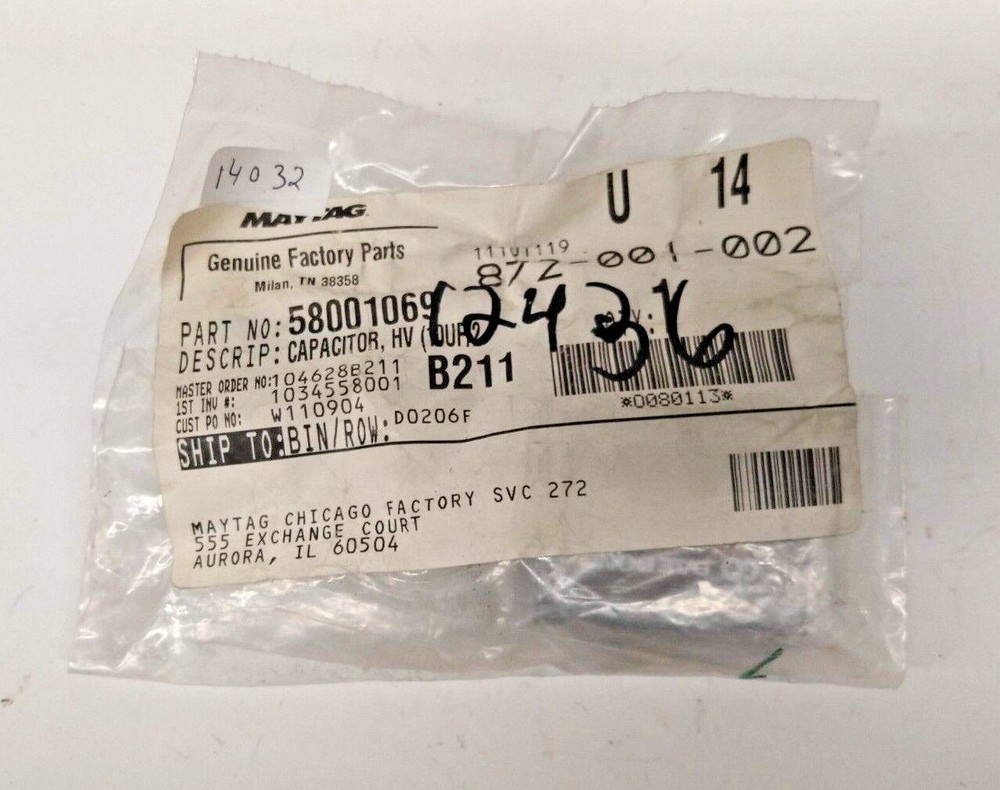 14032
U 14
MAYTAG
Genuine Factory Parts
Milan, TN 38358
11101119
872-001-002
PART NO: 58001069
12436
DESCRIP: CAPACITOR, HV (
MASTER ORDER NO: 104628B211
B211
1ST INV #: 1034558001
CUST PO NO: W110904
*0080113*
SHIP TO: BIN/ROW: D0206F
MAYTAG CHICAGO FACTORY SVC 272
555 EXCHANGE COURT
AURORA, IL 60504